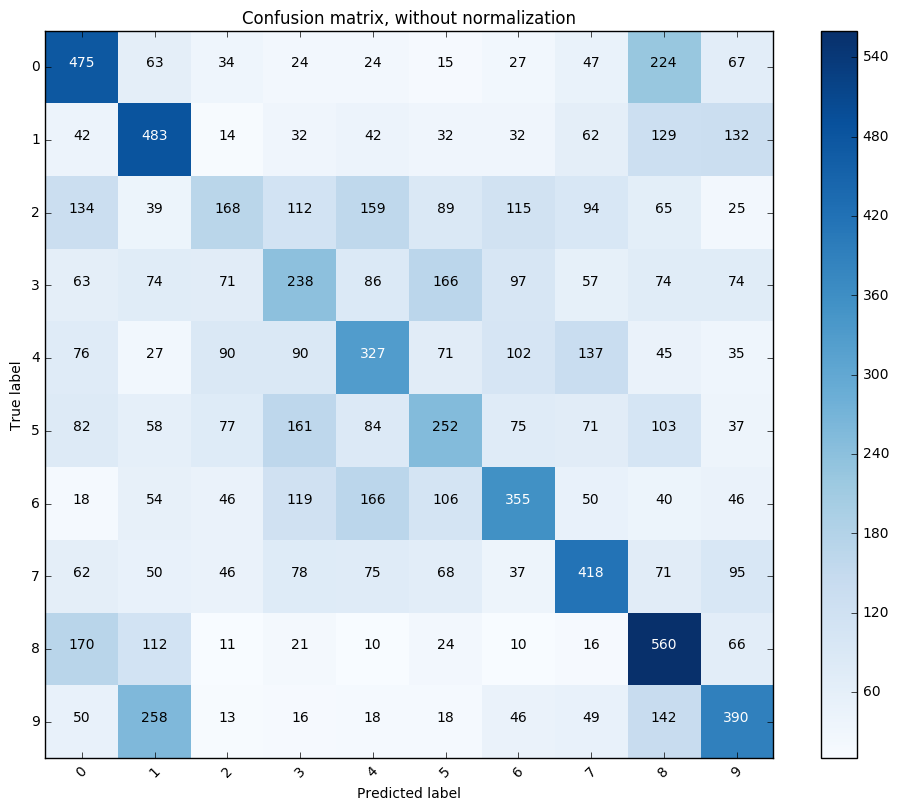 Confusion matrix, without normalization
0 475 63 34 24 24 15 27 47 224 67
1 42 483 14 32 42 32 32 62 129 132
2 134 39 168 112 159 89 115 94 65 25
3 63 74 71 238 86 166 97 57 74 74
4 76 27 90 90 327 71 102 137 45 35
5 82 58 77 161 84 252 75 71 103 37
6 18 54 46 119 166 106 355 50 40 46
7 62 50 46 78 75 68 37 418 71 95
8 170 112 11 21 10 24 10 16 560 66
9 50 258 13 16 18 18 46 49 142 390
0 1 2 3 4 5 6 7 8 9
True label
Predicted label
540
480
420
360
300
240
180
120
60